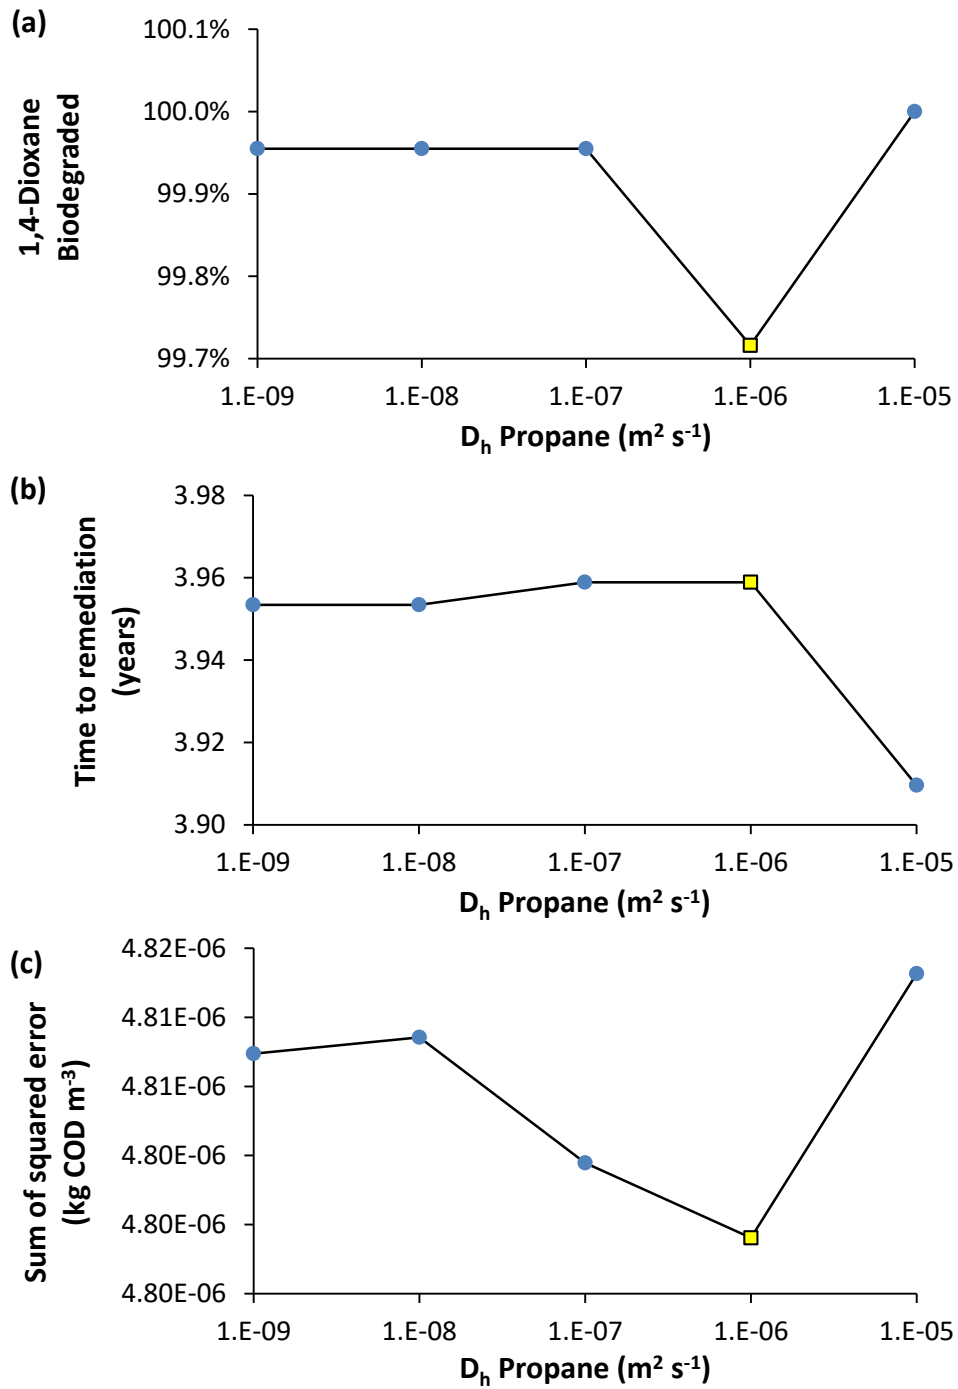 (a)
1,4-Dioxane
Biodegraded
100.1%
100.0%
99.9%
99.8%
99.7%
1.E-09 1.E-08 1.E-07 1.E-06 1.E-05
Dₕ Propane (m² s⁻¹)
(b)
Time to remediation
(years)
3.98
3.96
3.94
3.92
3.90
1.E-09 1.E-08 1.E-07 1.E-06 1.E-05
Dₕ Propane (m² s⁻¹)
(c)
Sum of squared error
(kg COD m⁻³)
4.82E-06
4.81E-06
4.81E-06
4.80E-06
4.80E-06
4.80E-06
1.E-09 1.E-08 1.E-07 1.E-06 1.E-05
Dₕ Propane (m² s⁻¹)